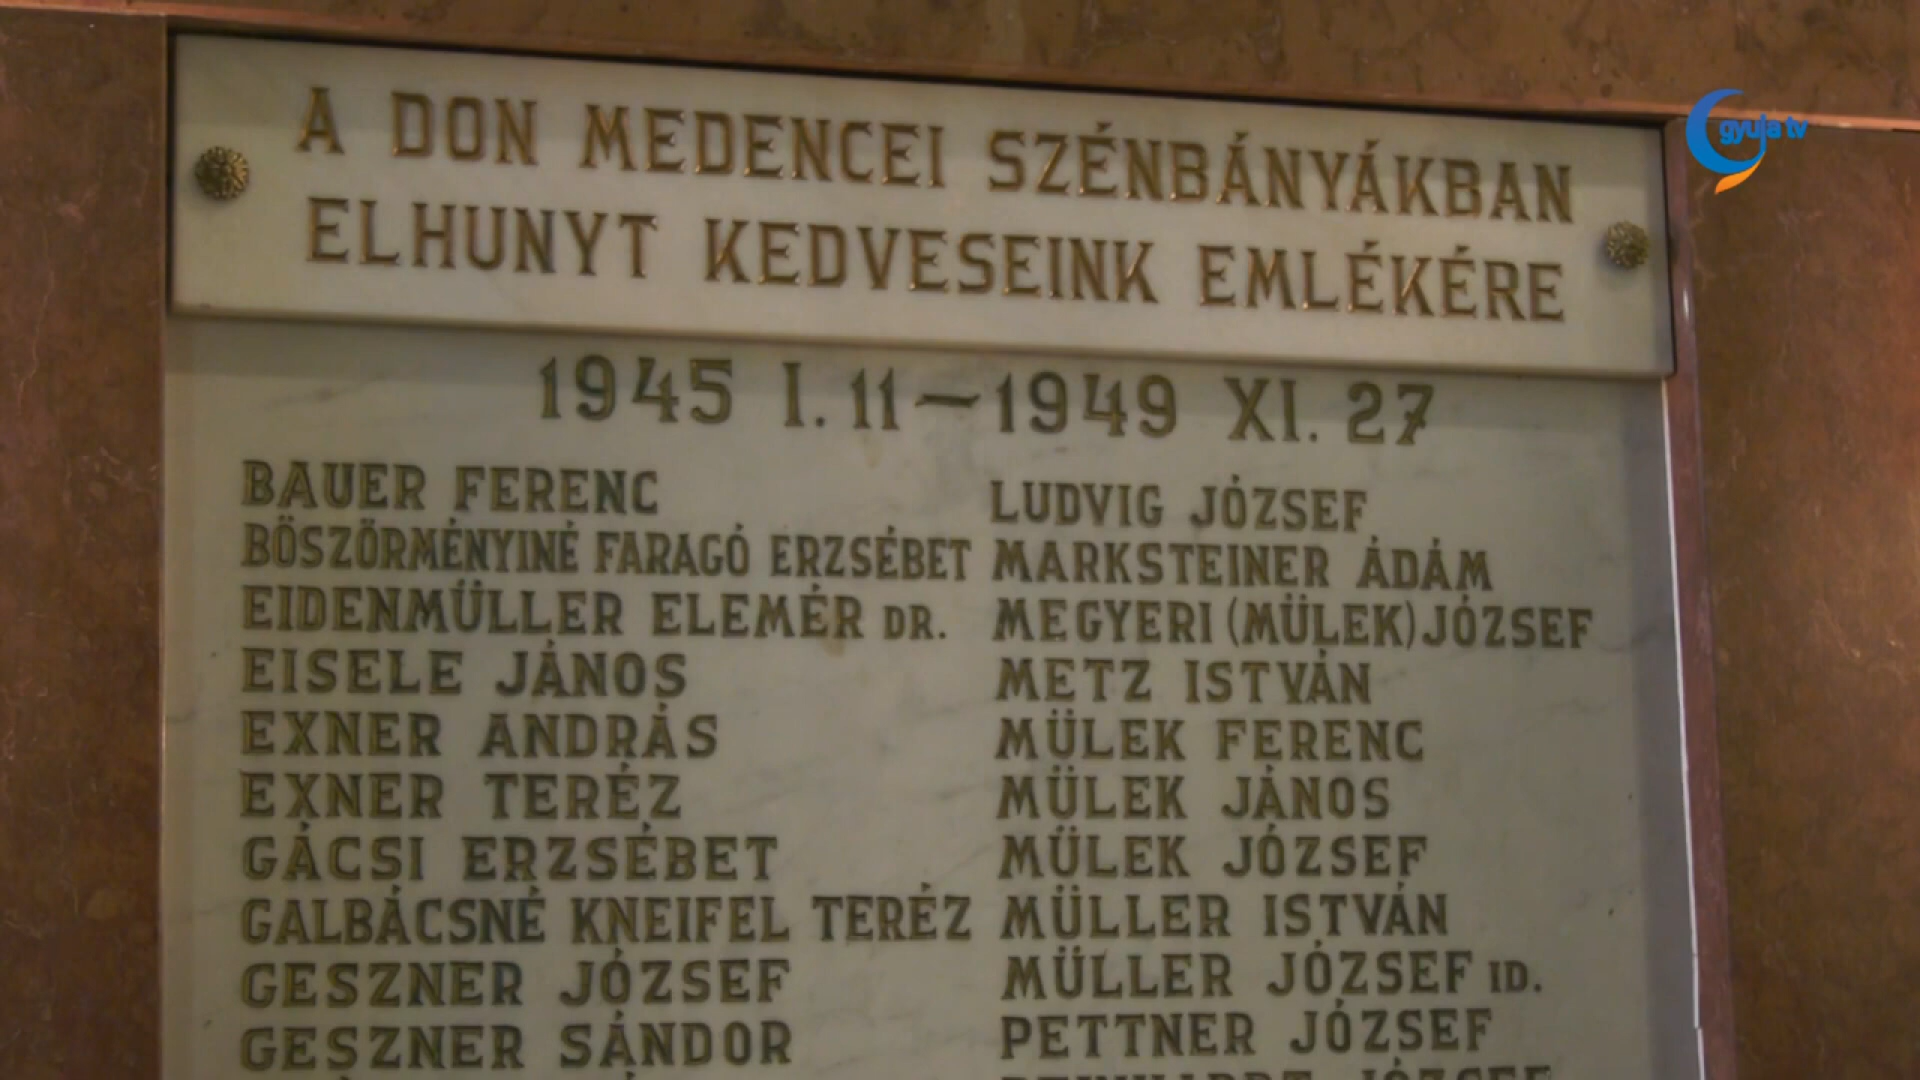 A DON MEDENCEI SZÉNBÁNYÁKBAN
ELHUNYT KEDVESEINK EMLÉKÉRE
1945 I. 11 – 1949 XI. 27
BAUER FERENC
BÖSZÖRMÉNYINÉ FARAGÓ ERZSÉBET
EIDENMÜLLER ELEMÉR DR.
EISELE JÁNOS
EXNER ANDRÁS
EXNER TERÉZ
GÁCSI ERZSÉBET
GALBÁCSNÉ KNEIFEL TERÉZ
GESZNER JÓZSEF
GESZNER SÁNDOR
LUDVIG JÓZSEF
MARKSTEINER ÁDÁM
MEGYERI (MÜLEK) JÓZSEF
METZ ISTVÁN
MÜLEK FERENC
MÜLEK JÁNOS
MÜLEK JÓZSEF
MÜLLER ISTVÁN
MÜLLER JÓZSEF ID.
PETTNER JÓZSEF
gyula tv